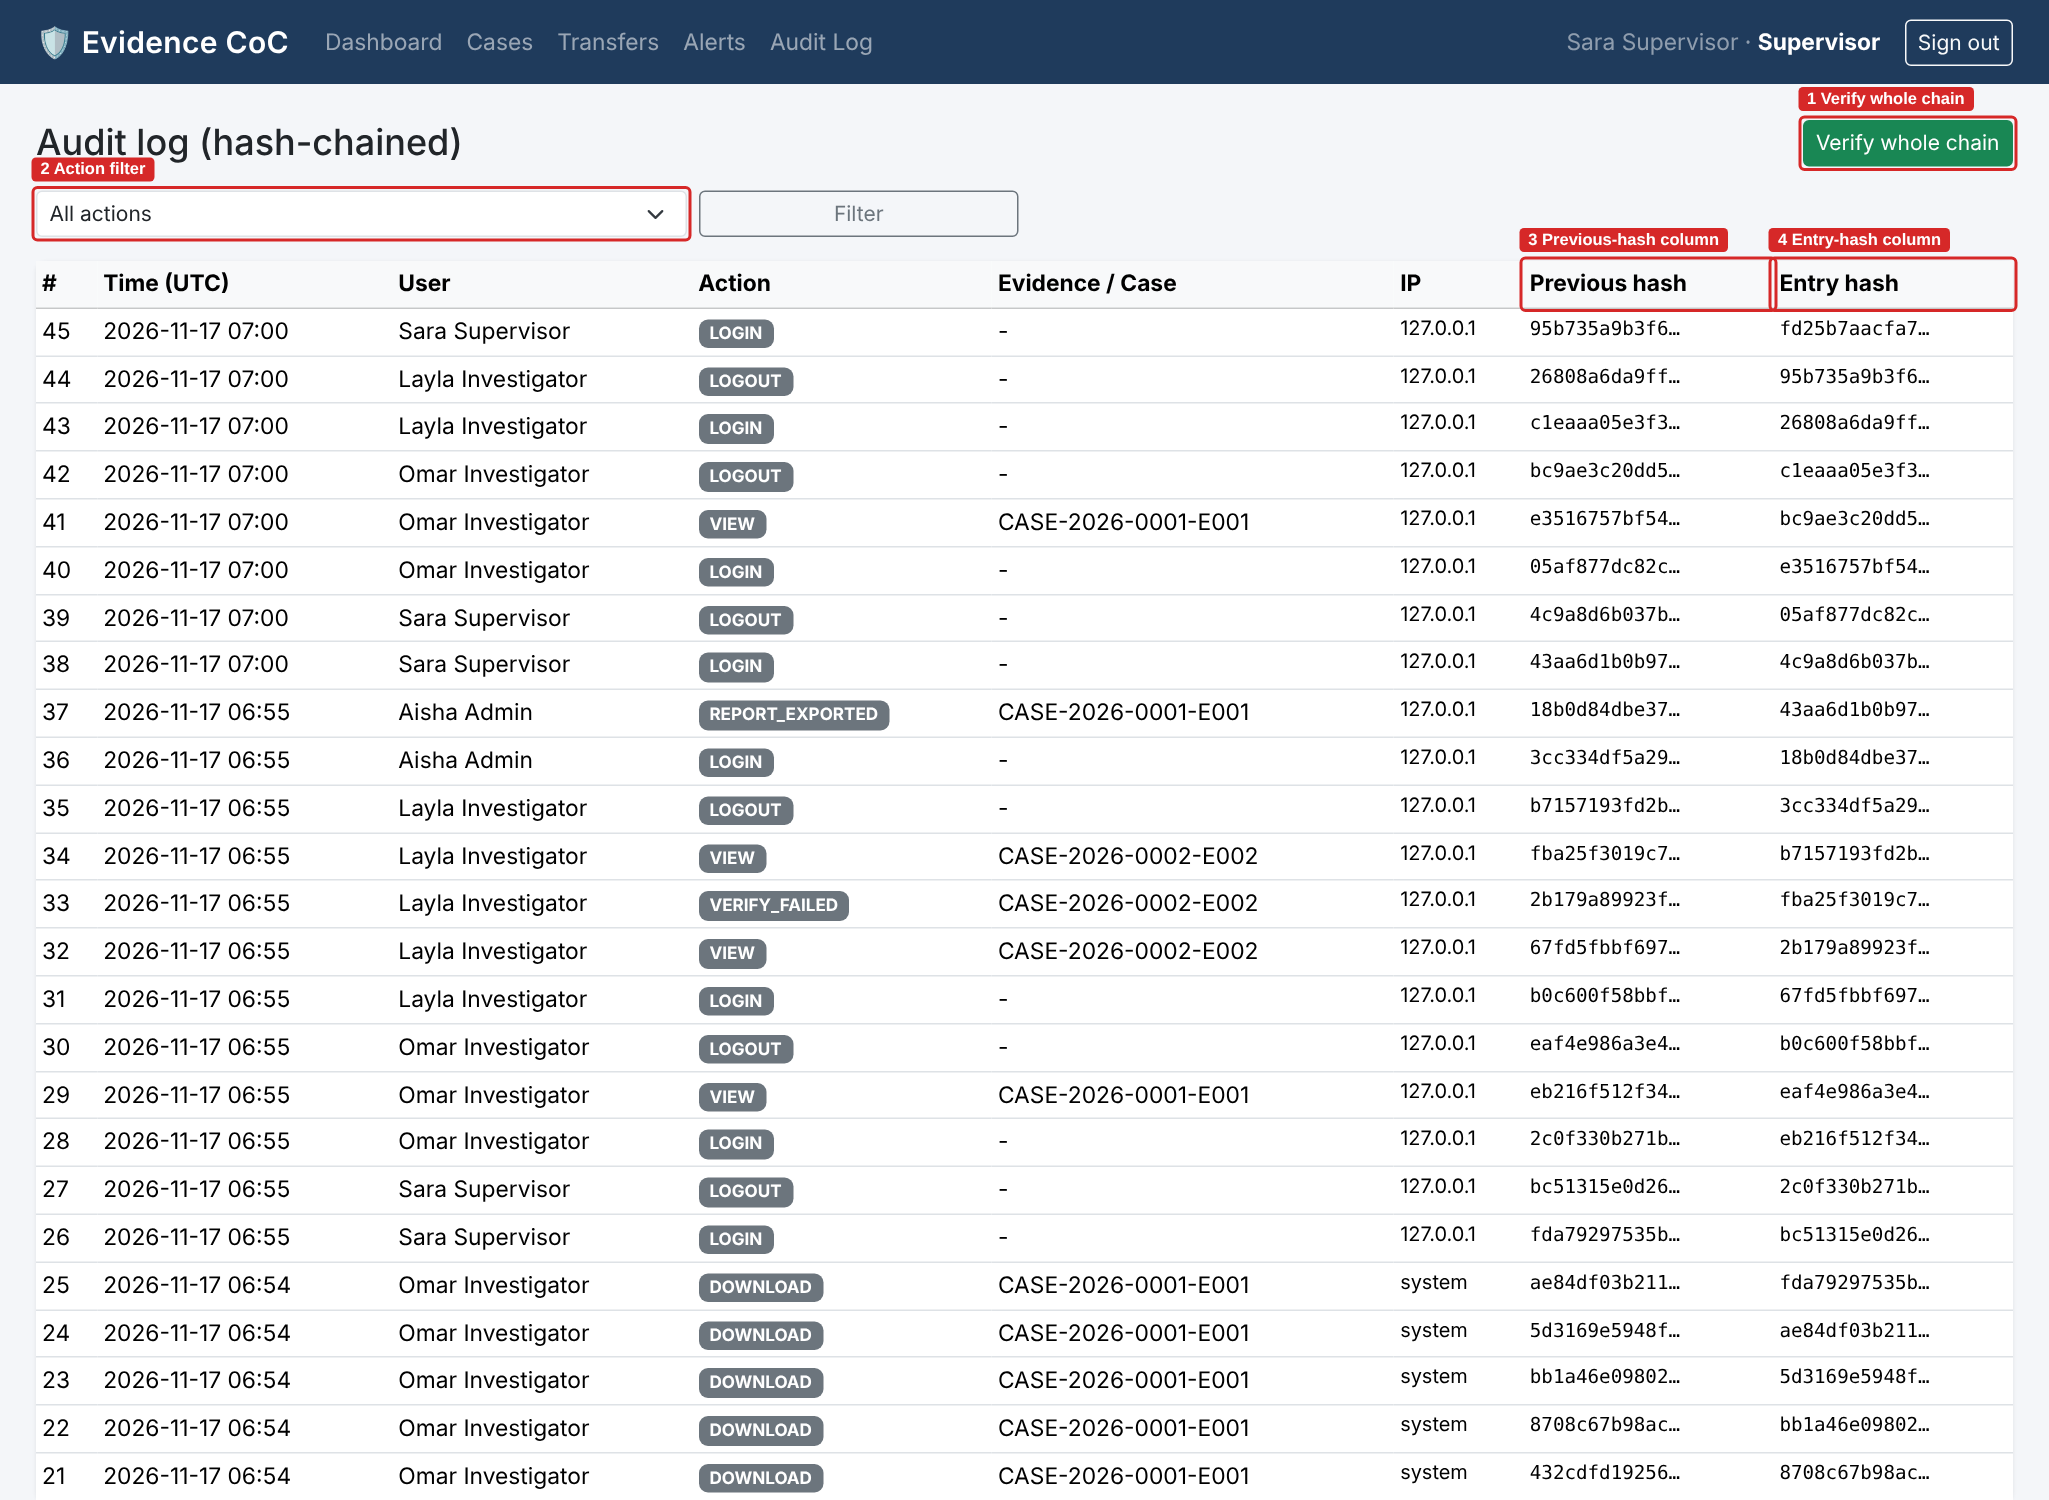 Evidence CoC Dashboard Cases Transfers Alerts Audit Log Sara Supervisor · Supervisor Sign out
1 Verify whole chain
Audit log (hash-chained) Verify whole chain
2 Action filter
All actions Filter
3 Previous-hash column 4 Entry-hash column
# Time (UTC) User Action Evidence / Case IP Previous hash Entry hash
45 2026-11-17 07:00 Sara Supervisor LOGIN - 127.0.0.1 95b735a9b3f6… fd25b7aacfa7…
44 2026-11-17 07:00 Layla Investigator LOGOUT - 127.0.0.1 26808a6da9ff… 95b735a9b3f6…
43 2026-11-17 07:00 Layla Investigator LOGIN - 127.0.0.1 c1eaaa05e3f3… 26808a6da9ff…
42 2026-11-17 07:00 Omar Investigator LOGOUT - 127.0.0.1 bc9ae3c20dd5… c1eaaa05e3f3…
41 2026-11-17 07:00 Omar Investigator VIEW CASE-2026-0001-E001 127.0.0.1 e3516757bf54… bc9ae3c20dd5…
40 2026-11-17 07:00 Omar Investigator LOGIN - 127.0.0.1 05af877dc82c… e3516757bf54…
39 2026-11-17 07:00 Sara Supervisor LOGOUT - 127.0.0.1 4c9a8d6b037b… 05af877dc82c…
38 2026-11-17 07:00 Sara Supervisor LOGIN - 127.0.0.1 43aa6d1b0b97… 4c9a8d6b037b…
37 2026-11-17 06:55 Aisha Admin REPORT_EXPORTED CASE-2026-0001-E001 127.0.0.1 18b0d84dbe37… 43aa6d1b0b97…
36 2026-11-17 06:55 Aisha Admin LOGIN - 127.0.0.1 3cc334df5a29… 18b0d84dbe37…
35 2026-11-17 06:55 Layla Investigator LOGOUT - 127.0.0.1 b7157193fd2b… 3cc334df5a29…
34 2026-11-17 06:55 Layla Investigator VIEW CASE-2026-0002-E002 127.0.0.1 fba25f3019c7… b7157193fd2b…
33 2026-11-17 06:55 Layla Investigator VERIFY_FAILED CASE-2026-0002-E002 127.0.0.1 2b179a89923f… fba25f3019c7…
32 2026-11-17 06:55 Layla Investigator VIEW CASE-2026-0002-E002 127.0.0.1 67fd5fbbf697… 2b179a89923f…
31 2026-11-17 06:55 Layla Investigator LOGIN - 127.0.0.1 b0c600f58bbf… 67fd5fbbf697…
30 2026-11-17 06:55 Omar Investigator LOGOUT - 127.0.0.1 eaf4e986a3e4… b0c600f58bbf…
29 2026-11-17 06:55 Omar Investigator VIEW CASE-2026-0001-E001 127.0.0.1 eb216f512f34… eaf4e986a3e4…
28 2026-11-17 06:55 Omar Investigator LOGIN - 127.0.0.1 2c0f330b271b… eb216f512f34…
27 2026-11-17 06:55 Sara Supervisor LOGOUT - 127.0.0.1 bc51315e0d26… 2c0f330b271b…
26 2026-11-17 06:55 Sara Supervisor LOGIN - 127.0.0.1 fda79297535b… bc51315e0d26…
25 2026-11-17 06:54 Omar Investigator DOWNLOAD CASE-2026-0001-E001 system ae84df03b211… fda79297535b…
24 2026-11-17 06:54 Omar Investigator DOWNLOAD CASE-2026-0001-E001 system 5d3169e5948f… ae84df03b211…
23 2026-11-17 06:54 Omar Investigator DOWNLOAD CASE-2026-0001-E001 system bb1a46e09802… 5d3169e5948f…
22 2026-11-17 06:54 Omar Investigator DOWNLOAD CASE-2026-0001-E001 system 8708c67b98ac… bb1a46e09802…
21 2026-11-17 06:54 Omar Investigator DOWNLOAD CASE-2026-0001-E001 system 432cdfd19256… 8708c67b98ac…